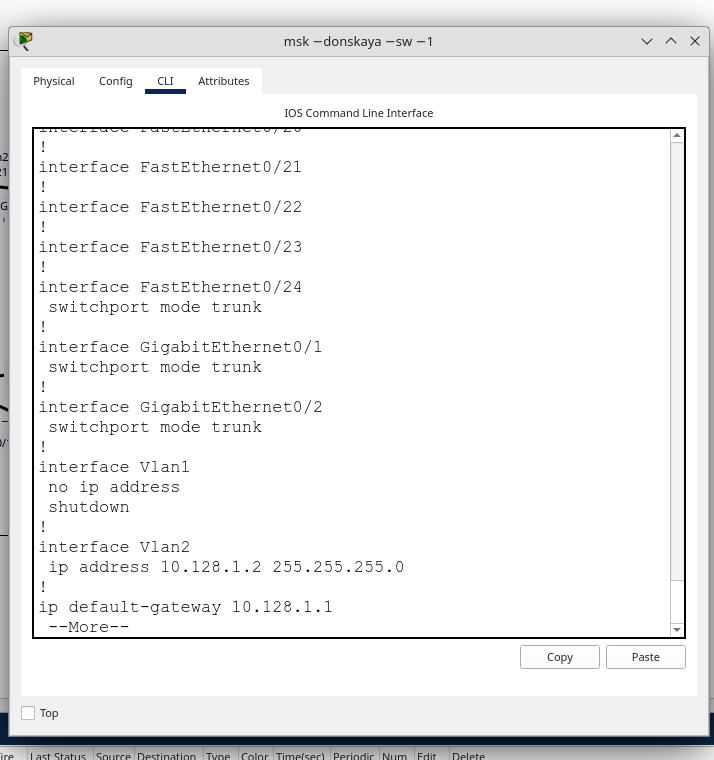 msk −donskaya −sw −1
Physical
Config
CLI
Attributes
IOS Command Line Interface
interface FastEthernet0/20
!
interface FastEthernet0/21
!
interface FastEthernet0/22
!
interface FastEthernet0/23
!
interface FastEthernet0/24
switchport mode trunk
!
interface GigabitEthernet0/1
switchport mode trunk
!
interface GigabitEthernet0/2
switchport mode trunk
!
interface Vlan1
no ip address
shutdown
!
interface Vlan2
ip address 10.128.1.2 255.255.255.0
!
ip default-gateway 10.128.1.1
--More--
Copy
Paste
Top
Last Status Source Destination Type Color Time(sec) Periodic Num Edit Delete